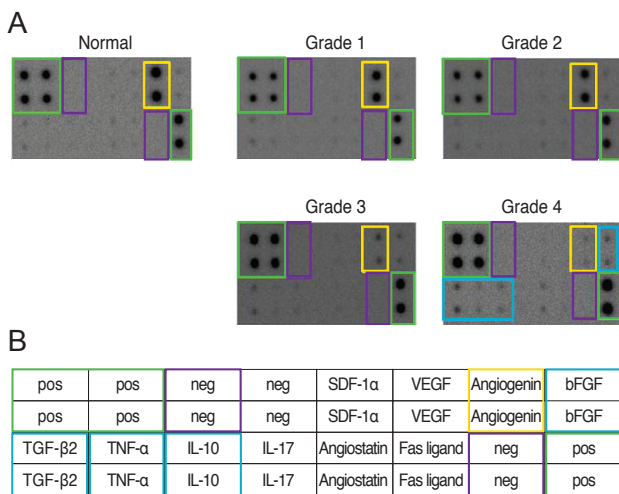 A
Normal
Grade 1
Grade 2
Grade 3
Grade 4
B
pos pos neg neg SDF-1α VEGF Angiogenin bFGF
pos pos neg neg SDF-1α VEGF Angiogenin bFGF
TGF-β2 TNF-α IL-10 IL-17 Angiostatin Fas ligand neg pos
TGF-β2 TNF-α IL-10 IL-17 Angiostatin Fas ligand neg pos